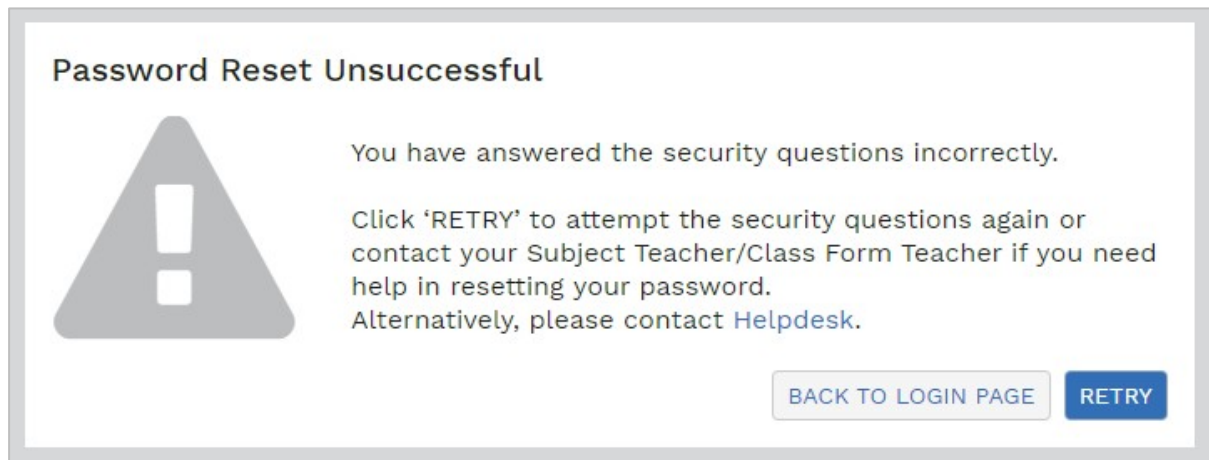 Password Reset Unsuccessful
You have answered the security questions incorrectly.
Click ‘RETRY’ to attempt the security questions again or
contact your Subject Teacher/Class Form Teacher if you need
help in resetting your password.
Alternatively, please contact Helpdesk.
BACK TO LOGIN PAGE RETRY